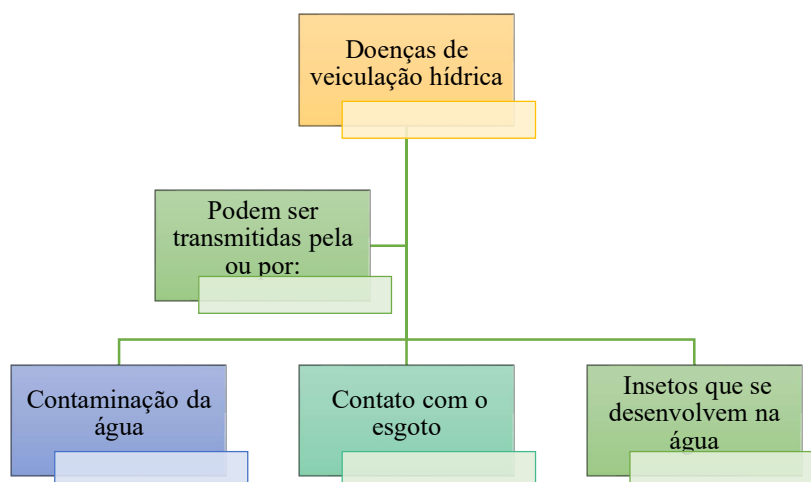 Doenças de
veiculação hídrica
Podem ser
transmitidas pela
ou por:
Contaminação da
água
Contato com o
esgoto
Insetos que se
desenvolvem na
água